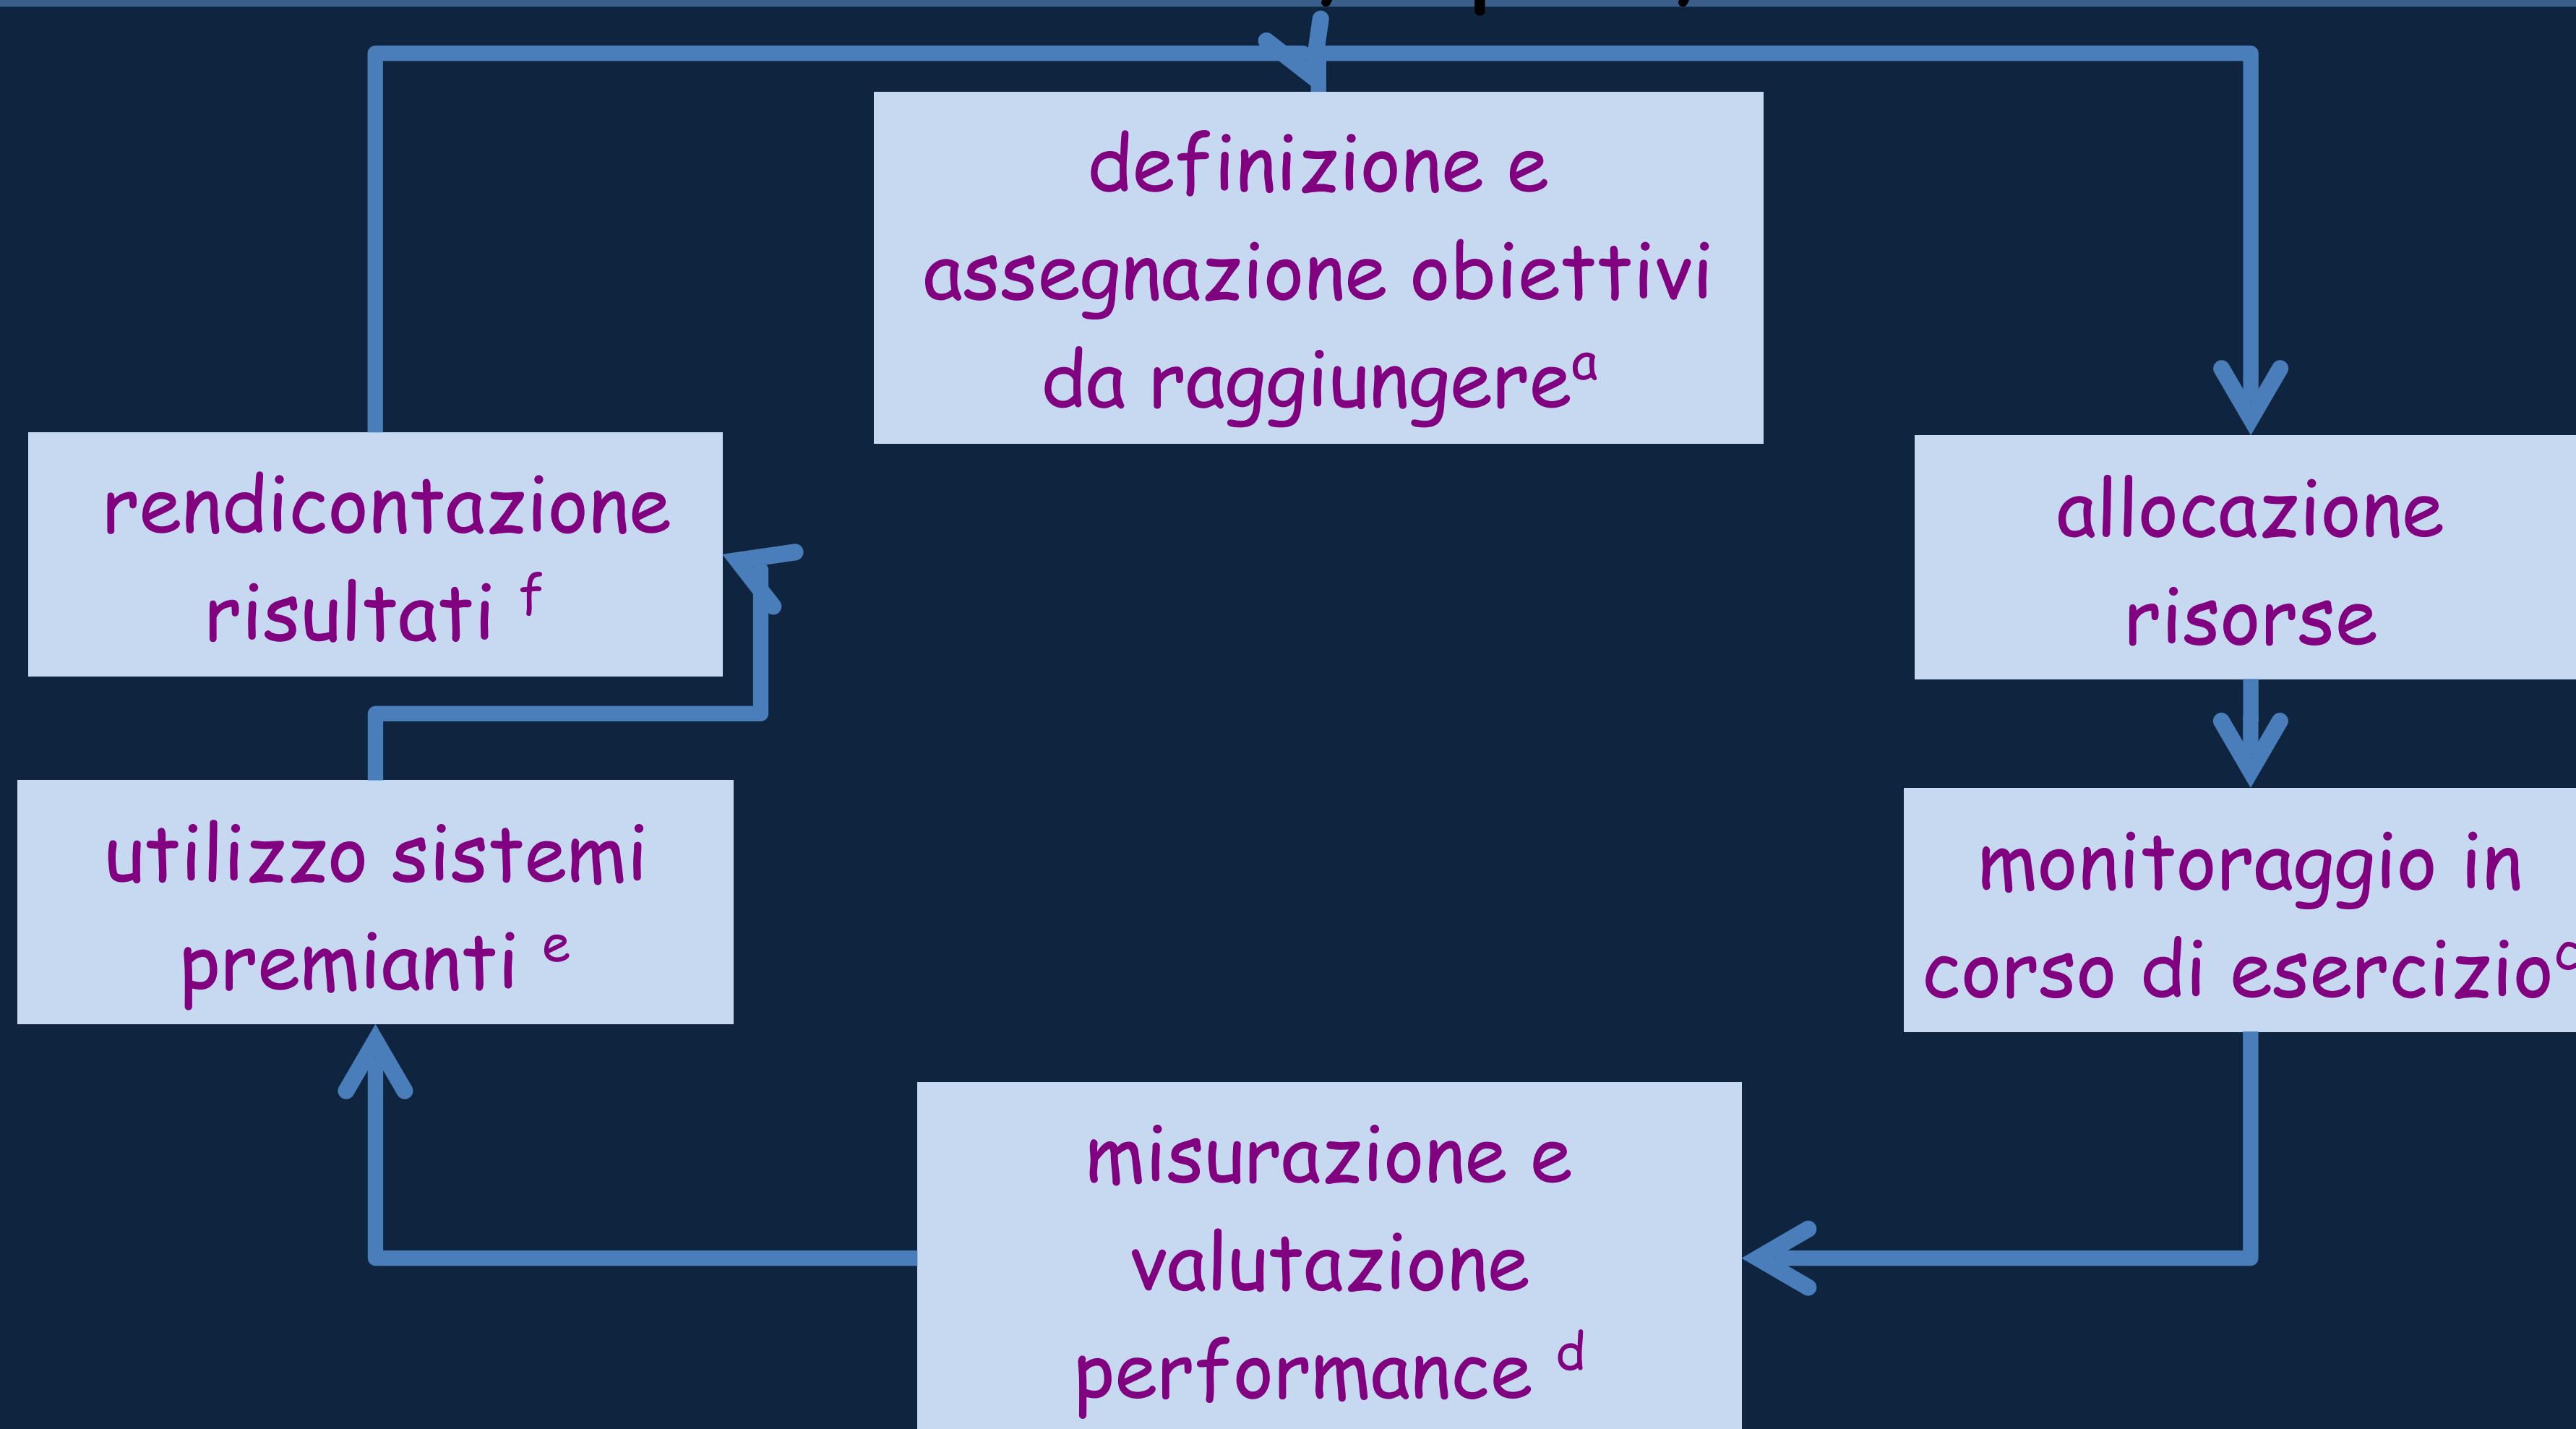 definizione e
assegnazione obiettivi
da raggiungereᵃ
rendicontazione
risultati ᶠ
allocazione
risorse
utilizzo sistemi
premianti ᵉ
monitoraggio in
corso di esercizio
misurazione e
valutazione
performance ᵈ